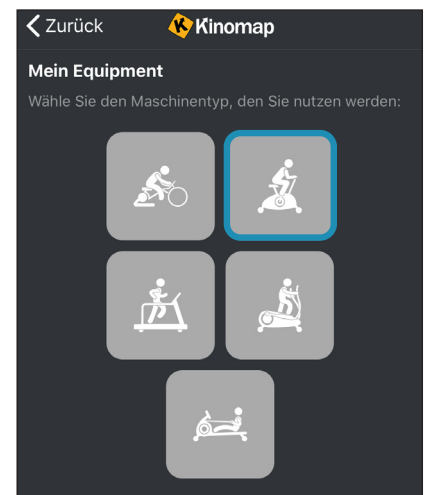 Zurück
Kinomap
Mein Equipment
Wähle Sie den Maschinentyp, den Sie nutzen werden: